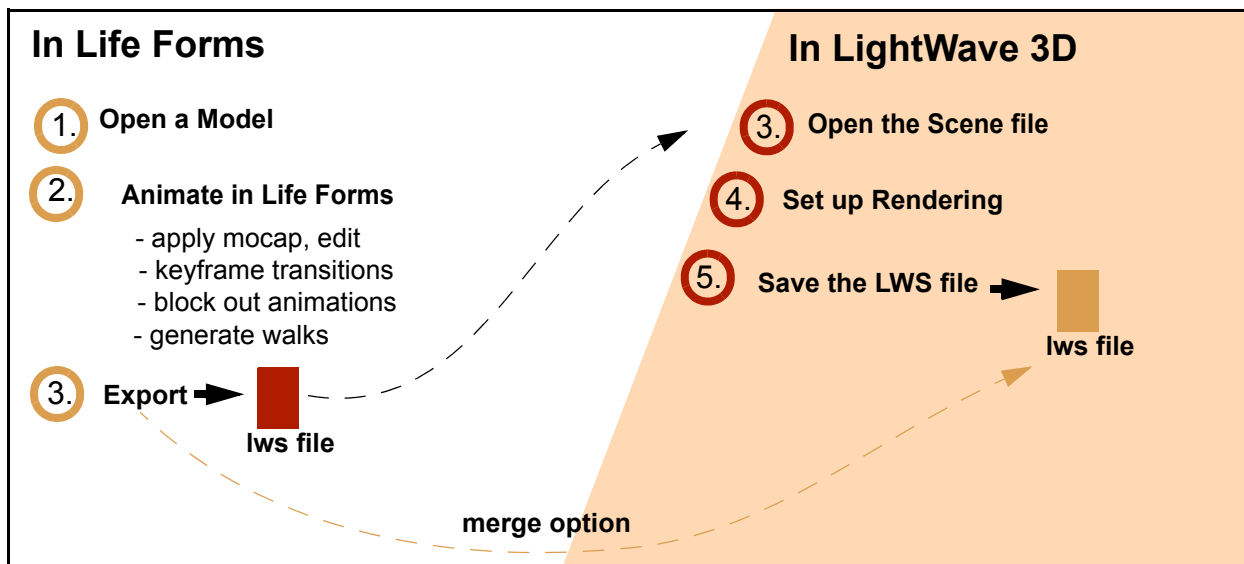 In Life Forms
1. Open a Model
2. Animate in Life Forms
- apply mocap, edit
- keyframe transitions
- block out animations
- generate walks
3. Export
lws file
merge option
In LightWave 3D
3. Open the Scene file
4. Set up Rendering
5. Save the LWS file
lws file